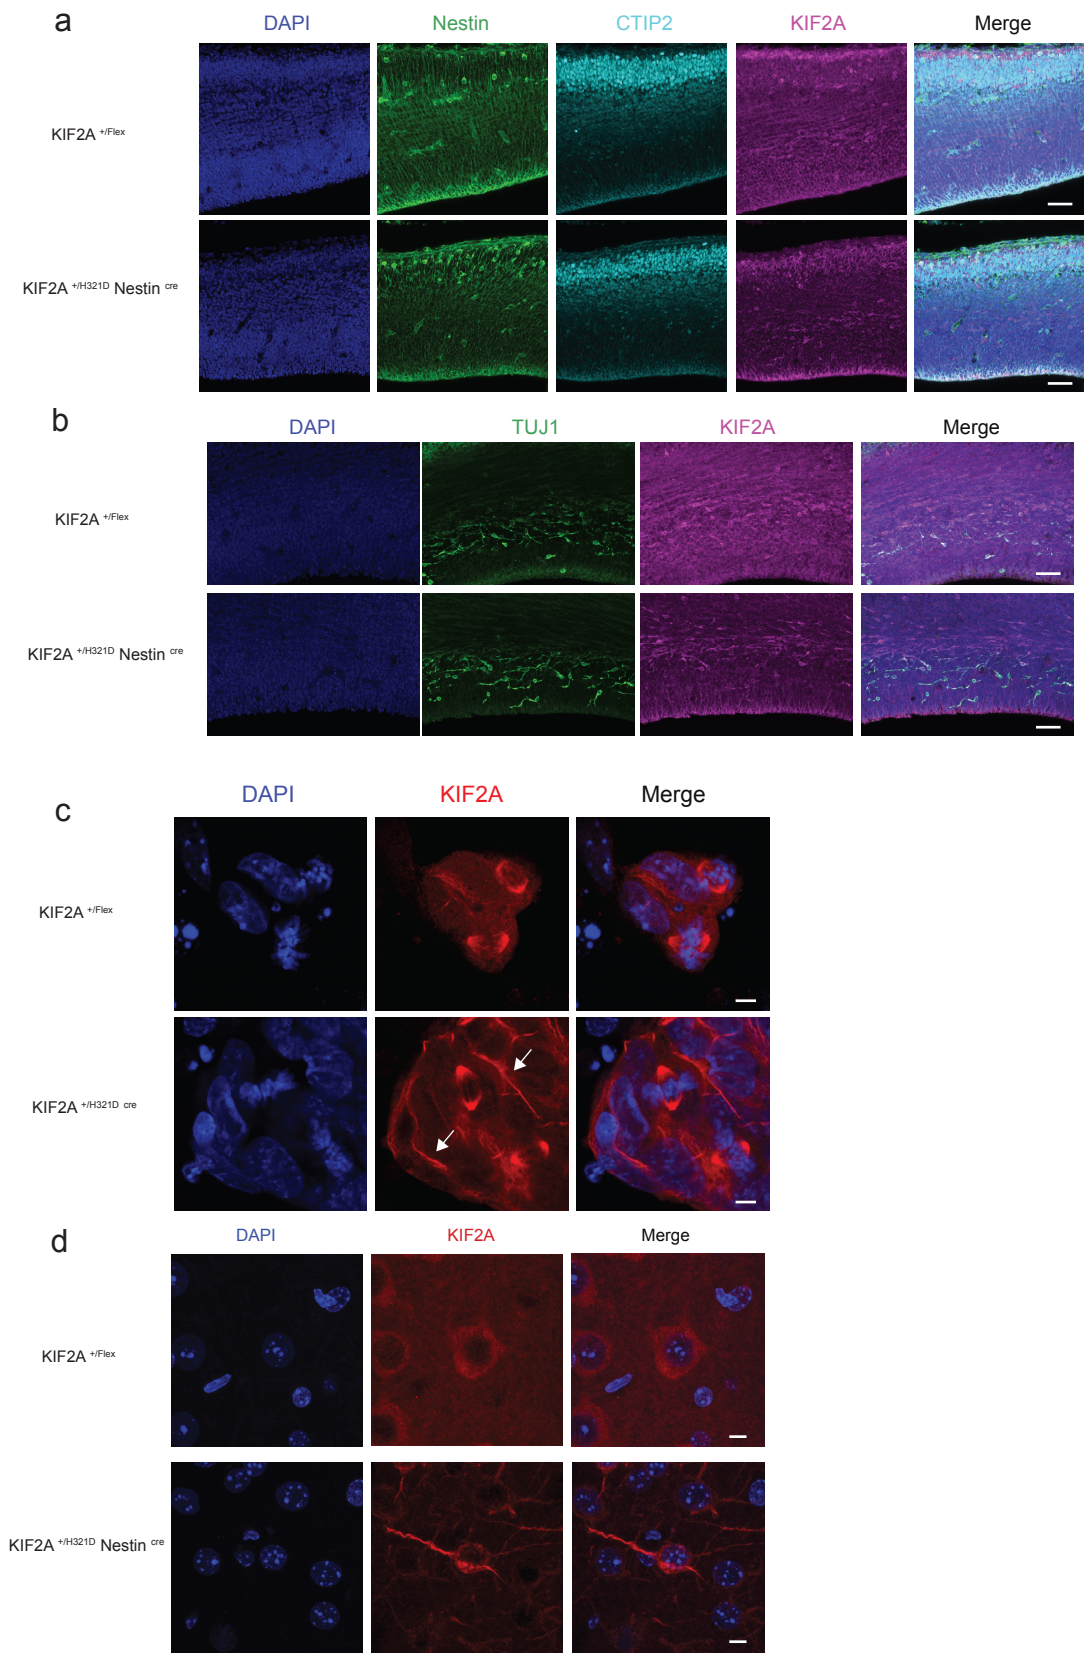 a
DAPI Nestin CTIP2 KIF2A Merge
KIF2A +/Flex
KIF2A +/H321D Nestin cre
b
DAPI TUJ1 KIF2A Merge
KIF2A +/Flex
KIF2A +/H321D Nestin cre
c
DAPI KIF2A Merge
KIF2A +/Flex
KIF2A +/H321D cre
d
DAPI KIF2A Merge
KIF2A +/Flex
KIF2A +/H321D Nestin cre